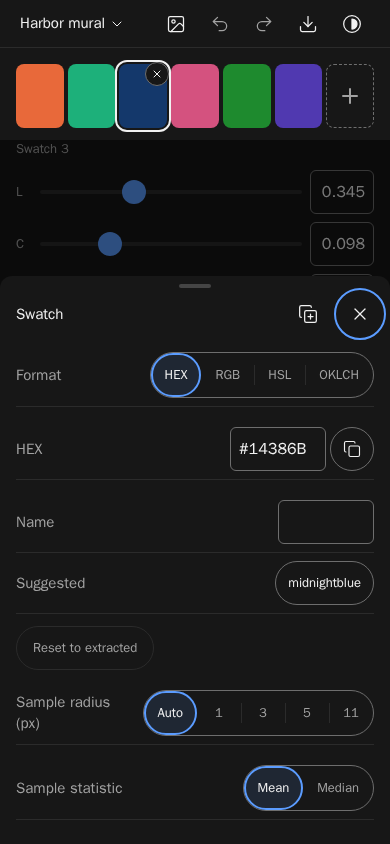 Harbor mural
Swatch 3
L 0.345
C 0.098
Swatch
Format HEX RGB HSL OKLCH
HEX #14386B
Name
Suggested midnightblue
Reset to extracted
Sample radius (px) Auto 1 3 5 11
Sample statistic Mean Median